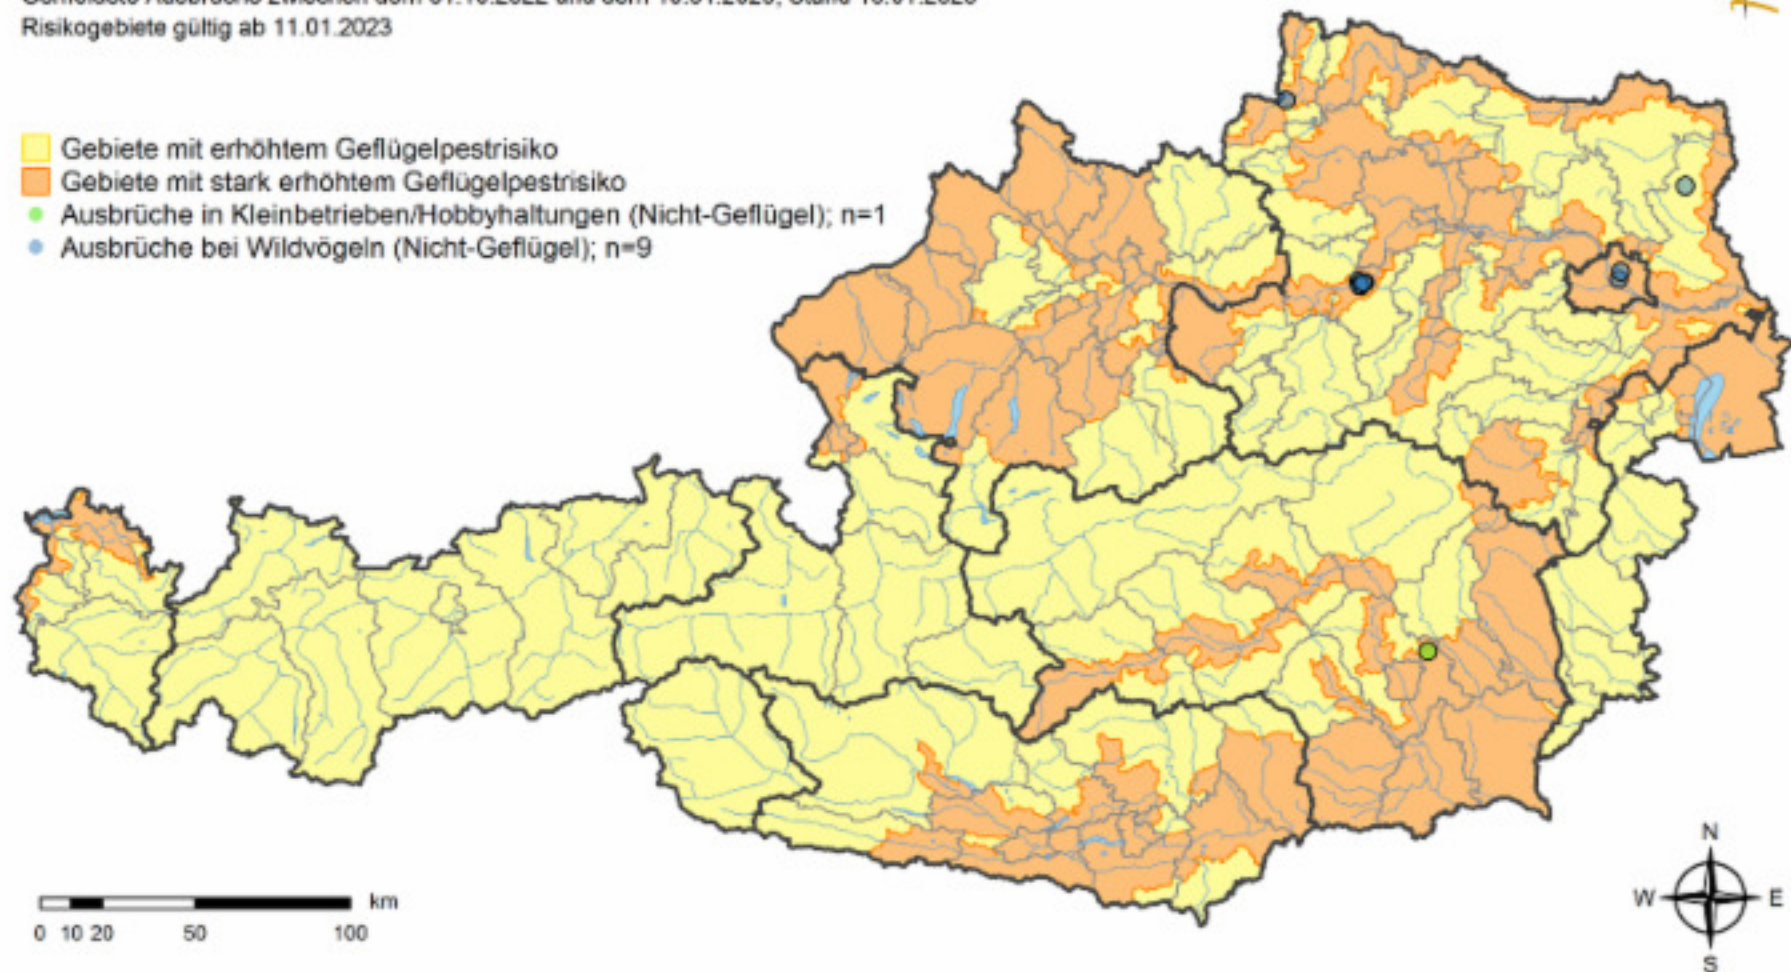 Risikogebiete gültig ab 11.01.2023
Gebiete mit erhöhtem Geflügelpestrisiko
Gebiete mit stark erhöhtem Geflügelpestrisiko
Ausbrüche in Kleinbetrieben/Hobbyhaltungen (Nicht-Geflügel); n=1
Ausbrüche bei Wildvögeln (Nicht-Geflügel); n=9
km
0 10 20 50 100
N
W E
S